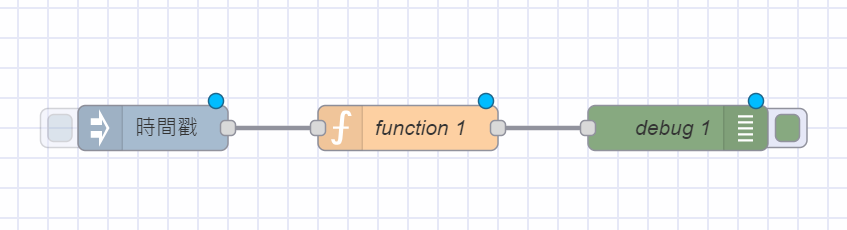 時間戳
function 1
debug 1